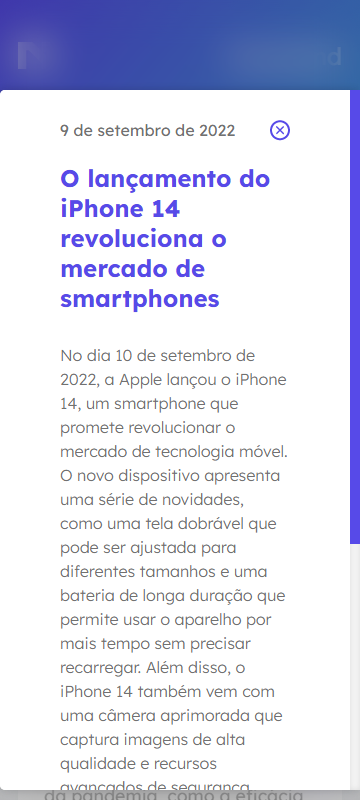 N
d
9 de setembro de 2022
O lançamento do
iPhone 14
revoluciona o
mercado de
smartphones
No dia 10 de setembro de
2022, a Apple lançou o iPhone
14, um smartphone que
promete revolucionar o
mercado de tecnologia móvel.
O novo dispositivo apresenta
uma série de novidades,
como uma tela dobrável que
pode ser ajustada para
diferentes tamanhos e uma
bateria de longa duração que
permite usar o aparelho por
mais tempo sem precisar
recarregar. Além disso, o
iPhone 14 também vem com
uma câmera aprimorada que
captura imagens de alta
qualidade e recursos
avançados de segurança
da pandemia, como a eficácia